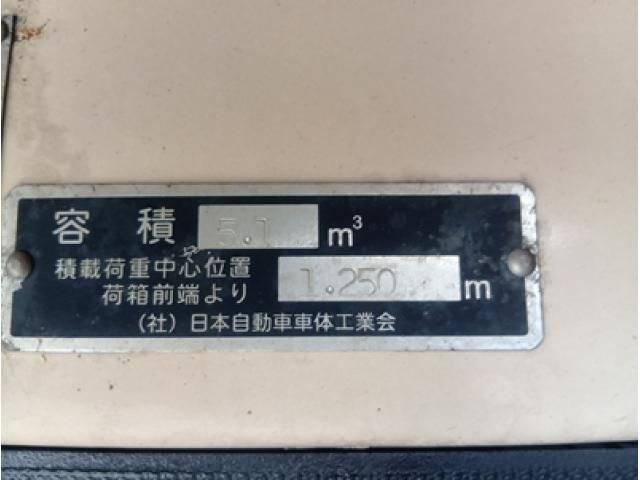 容積 5.1 m³
積載荷重中心位置
荷箱前端より 1.250 m
(社)日本自動車車体工業会